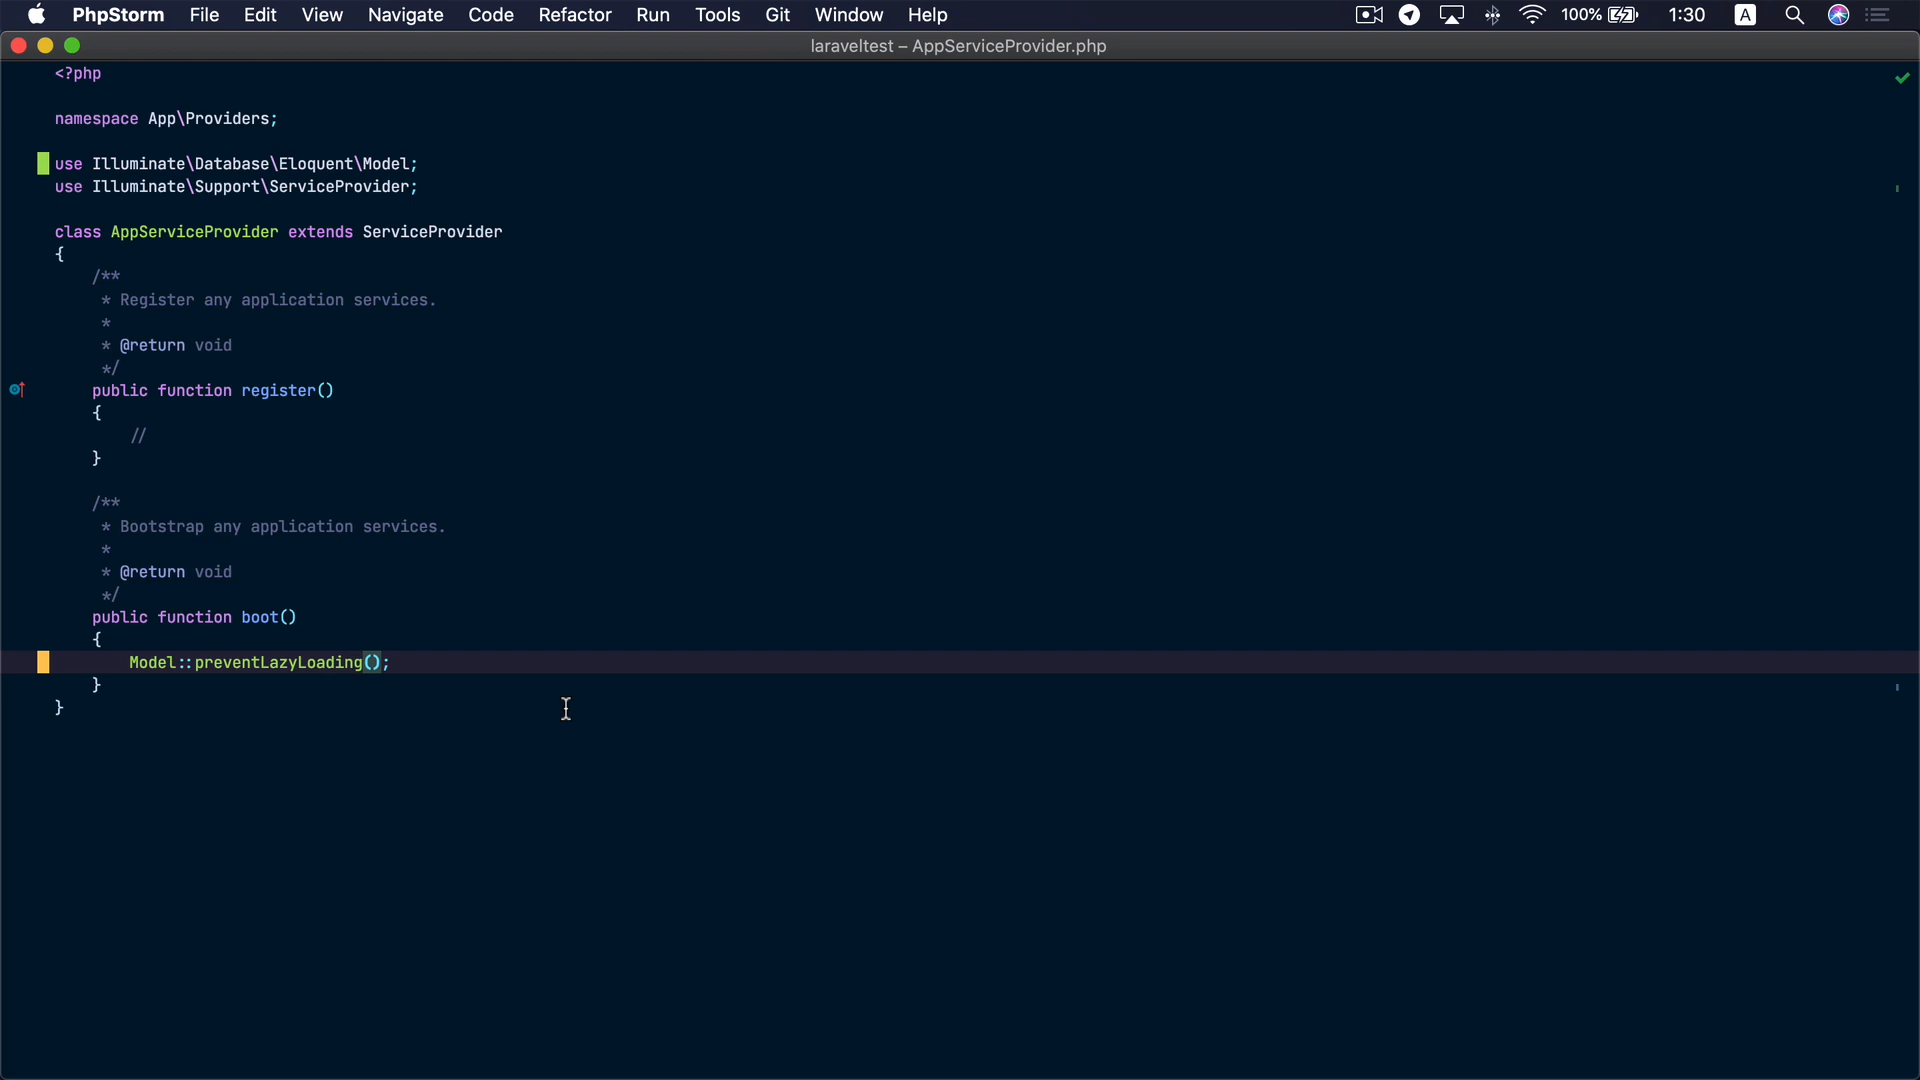 PhpStorm File Edit View Navigate Code Refactor Run Tools Git Window Help 100% 1:30 A
laraveltest – AppServiceProvider.php
<?php
namespace App\Providers;
use Illuminate\Database\Eloquent\Model;
use Illuminate\Support\ServiceProvider;
class AppServiceProvider extends ServiceProvider
{
/**
* Register any application services.
*
* @return void
*/
public function register()
{
//
}
/**
* Bootstrap any application services.
*
* @return void
*/
public function boot()
{
Model::preventLazyLoading();
}
}